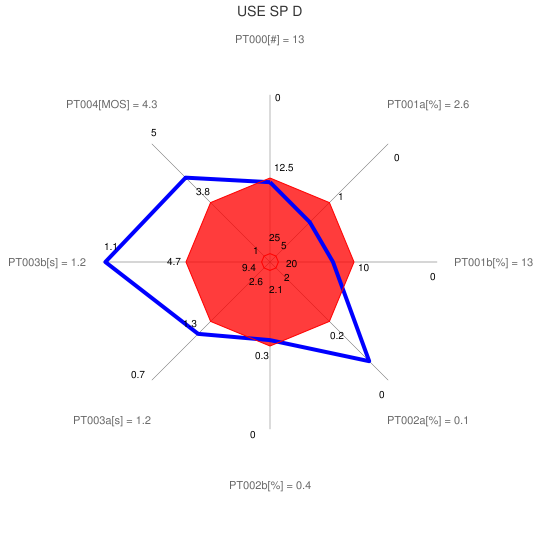 USE SP D
PT000[#] = 13
PT004[MOS] = 4.3
PT001a[%] = 2.6
0
5
0
12.5
3.8
1
25
5
1
1.1
PT003b[s] = 1.2
4.7
9.4
20
10
PT001b[%] = 13
0
2.6
2
2.1
1.3
0.2
0.3
0.7
0
PT003a[s] = 1.2
PT002a[%] = 0.1
0
PT002b[%] = 0.4